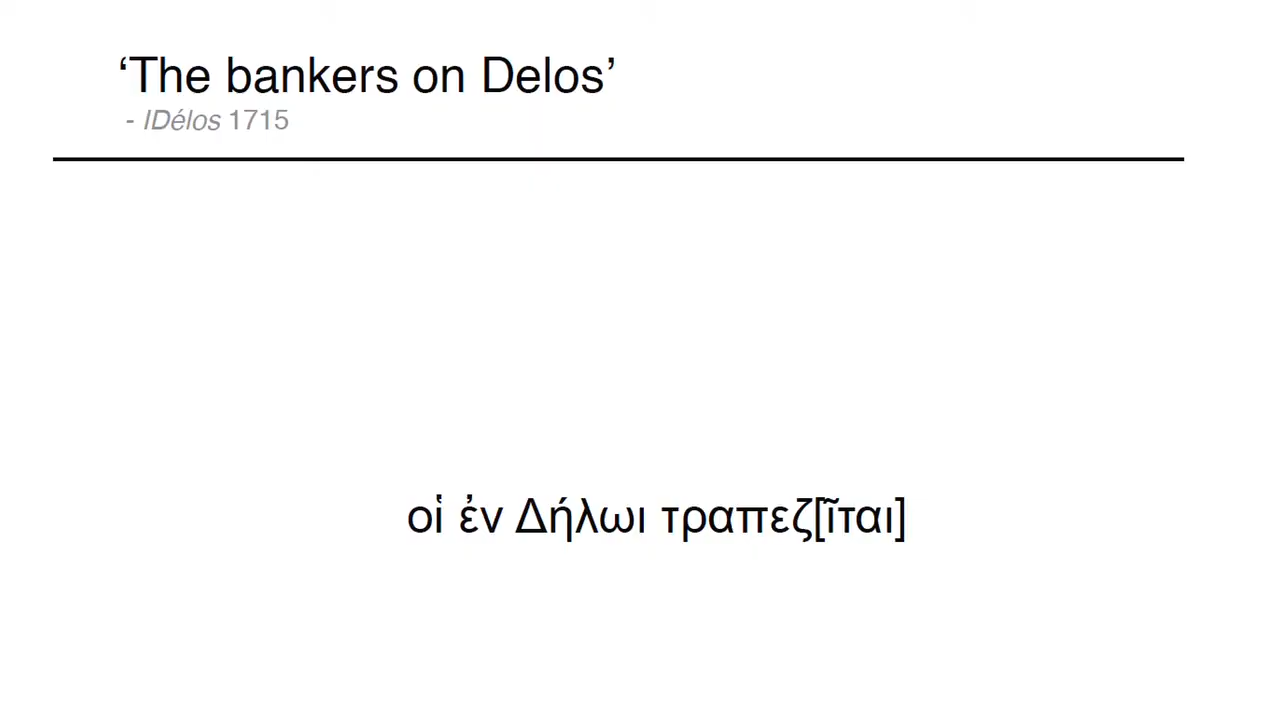 ‘The bankers on Delos’
- IDélos 1715
οἱ ἐν Δήλωι τραπεζ[ῖται]